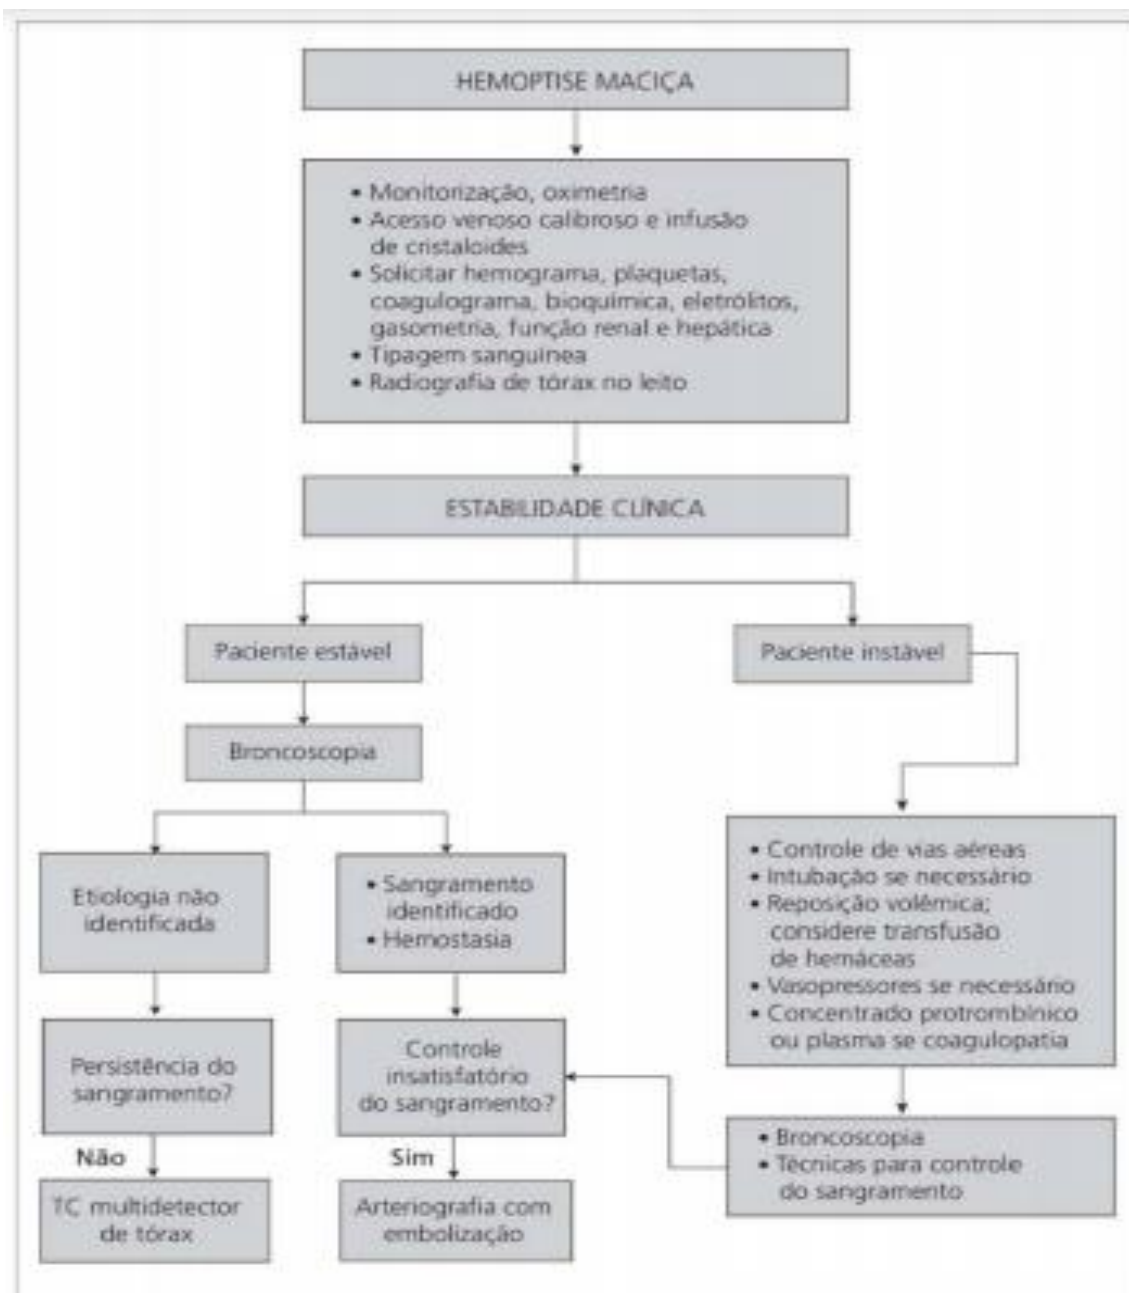 HEMOPTISE MACIÇA
• Monitorização, oximetria
• Acesso venoso calibroso e infusão
de cristaloides
• Solicitar hemograma, plaquetas,
coagulograma, bioquímica, eletrólitos,
gasometria, função renal e hepática
• Tipagem sanguínea
• Radiografia de tórax no leito
ESTABILIDADE CLÍNICA
Paciente estável
Paciente instável
Broncoscopia
Etiologia não
identificada
• Sangramento
identificado
• Hemostasia
• Controle de vias aéreas
• Intubação se necessário
• Reposição volêmica;
considere transfusão
de hemáceas
• Vasopressores se necessário
• Concentrado protrombínico
ou plasma se coagulopatia
Persistência do
sangramento?
Controle
insatisfatório
do sangramento?
• Broncoscopia
• Técnicas para controle
do sangramento
Não
Sim
TC multidetector
de tórax
Arteriografia com
embolização